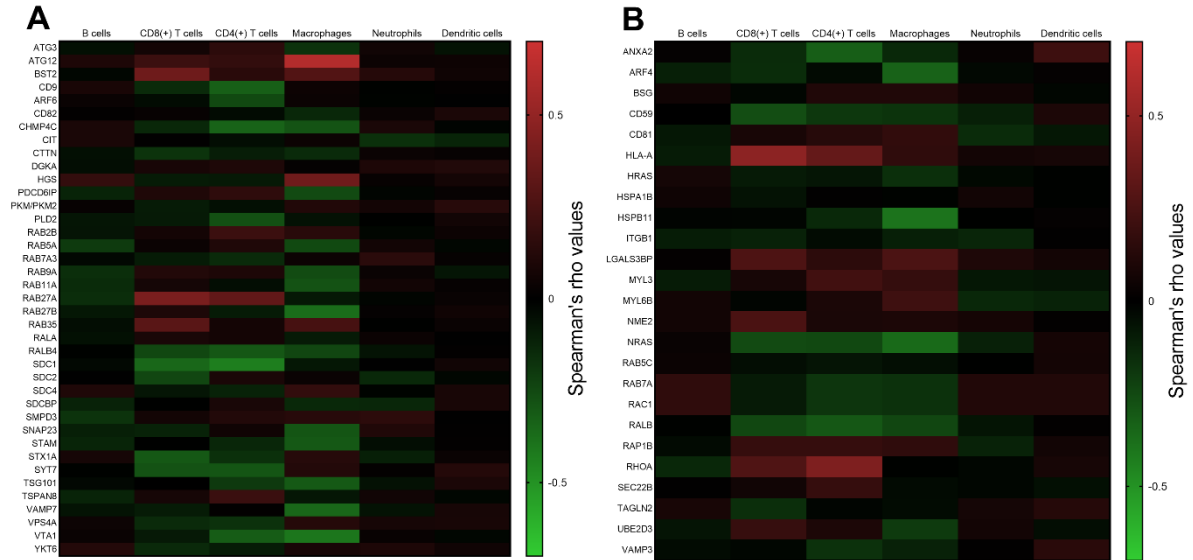 A
B cells CD8(+) T cells CD4(+) T cells Macrophages Neutrophils Dendritic cells
ATG3
ATG12
BST2
CD9
ARF6
CD82
CHMP4C
CIT
CTTN
DGKA
HGS
PDCD6IP
PKM/PKM2
PLD2
RAB2B
RAB5A
RAB7A3
RAB9A
RAB11A
RAB27A
RAB27B
RAB35
RALA
RALB4
SDC1
SDC2
SDC4
SDCBP
SMPD3
SNAP23
STAM
STX1A
SYT7
TSG101
TSPAN8
VAMP7
VPS4A
VTA1
YKT6
0.5
0
-0.5
Spearman's rho values
B
B cells CD8(+) T cells CD4(+) T cells Macrophages Neutrophils Dendritic cells
ANXA2
ARF4
BSG
CD59
CD81
HLA-A
HRAS
HSPA1B
HSPB11
ITGB1
LGALS3BP
MYL3
MYL6B
NME2
NRAS
RAB5C
RAB7A
RAC1
RALB
RAP1B
RHOA
SEC22B
TAGLN2
UBE2D3
VAMP3
0.5
0
-0.5
Spearman's rho values